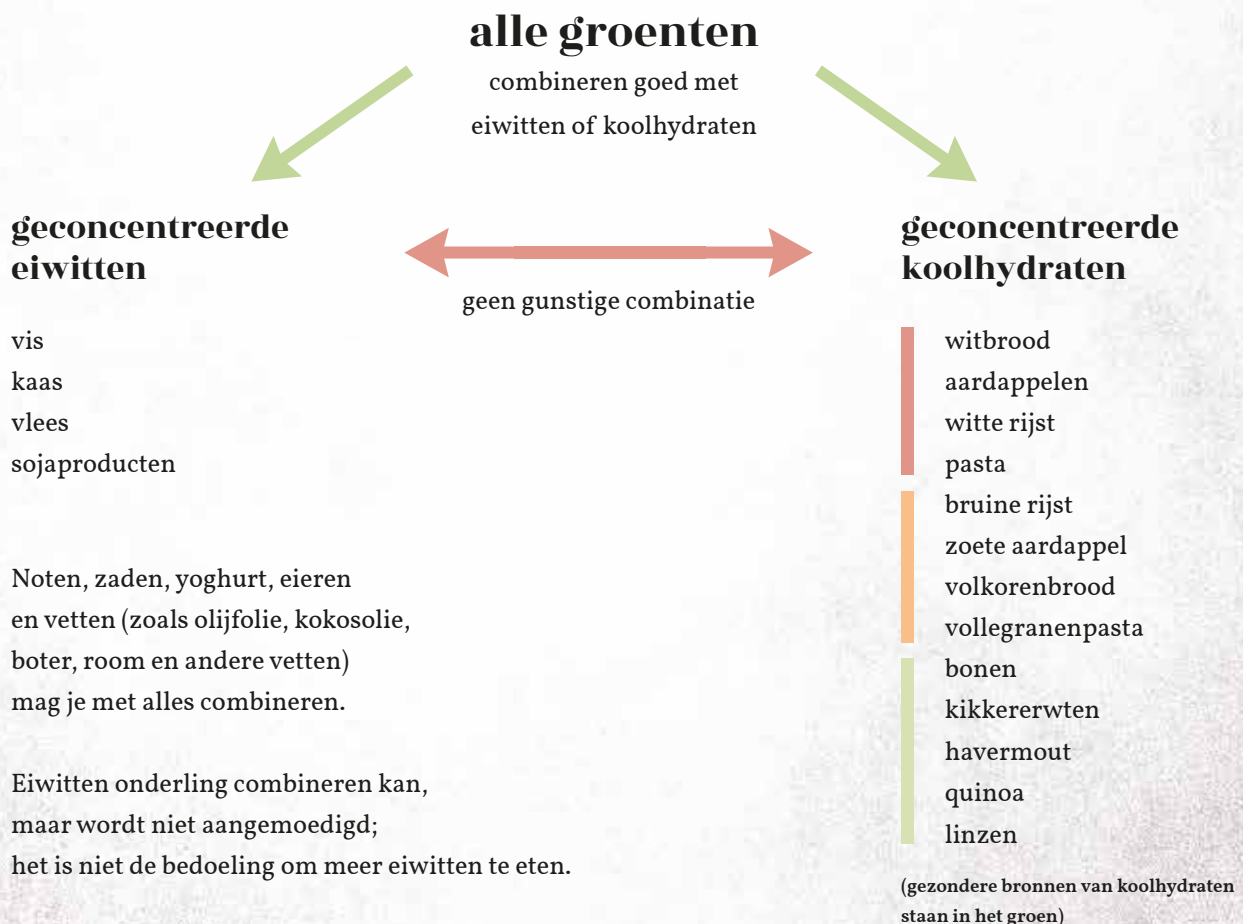 alle groenten
combineren goed met
eiwitten of koolhydraten
geconcentreerde
eiwitten
geen gunstige combinatie
geconcentreerde
koolhydraten
vis
kaas
vlees
sojaproducten
Noten, zaden, yoghurt, eieren
en vetten (zoals olijfolie, kokosolie,
boter, room en andere vetten)
mag je met alles combineren.
Eiwitten onderling combineren kan,
maar wordt niet aangemoedigd;
het is niet de bedoeling om meer eiwitten te eten.
witbrood
aardappelen
witte rijst
pasta
bruine rijst
zoete aardappel
volkorenbrood
vollegranenpasta
bonen
kikkererwten
havermout
quinoa
linzen
(gezondere bronnen van koolhydraten
staan in het groen)